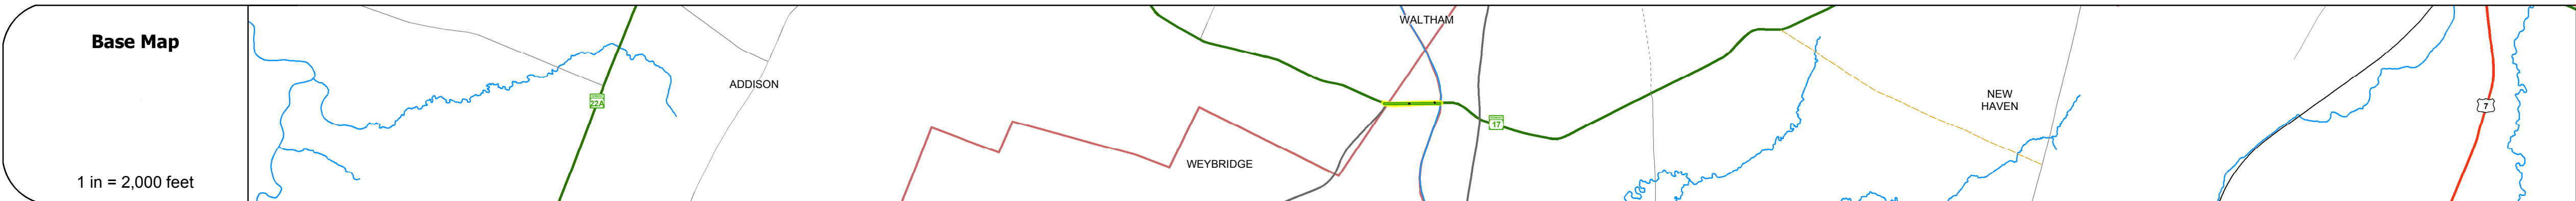 Base Map
1 in = 2,000 feet
22A
ADDISON
WEYBRIDGE
WALTHAM
17
NEW
HAVEN
7